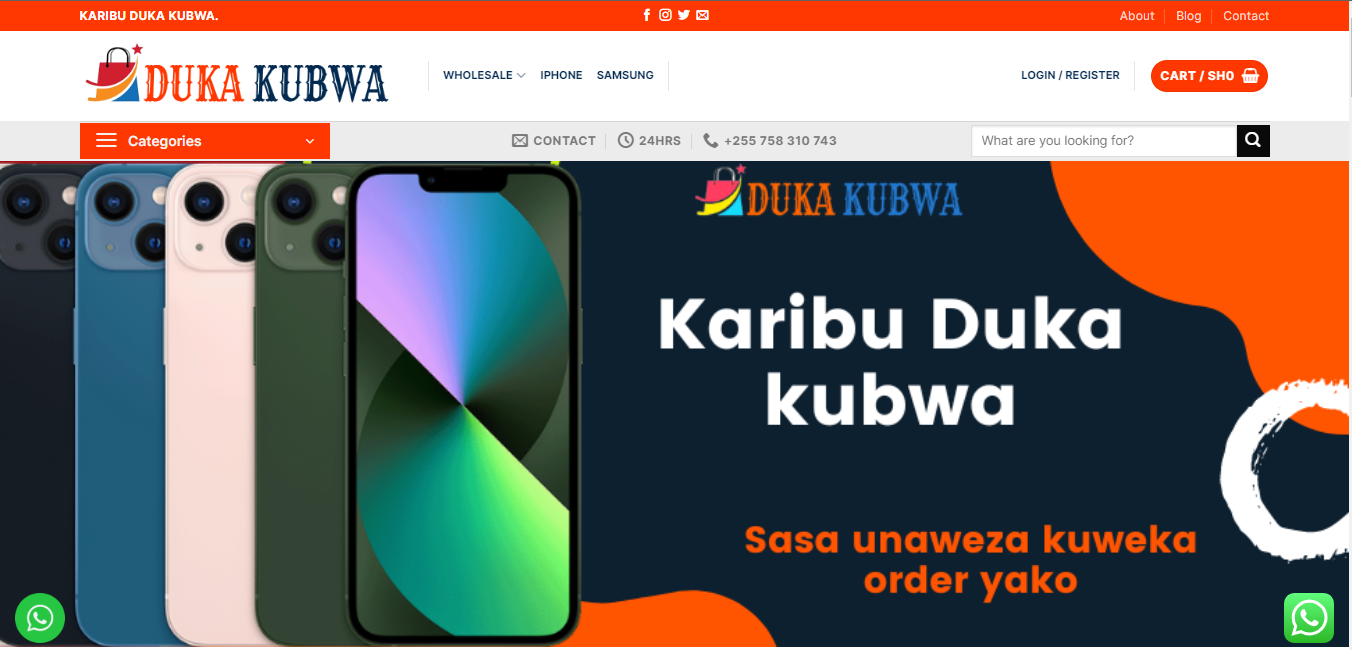 KARIBU DUKA KUBWA.
About
Blog
Contact
DUKA KUBWA
WHOLESALE
IPHONE
SAMSUNG
LOGIN / REGISTER
CART / SH0
Categories
CONTACT
24HRS
+255 758 310 743
What are you looking for?
DUKA KUBWA
Karibu Duka
kubwa
Sasa unaweza kuweka
order yako